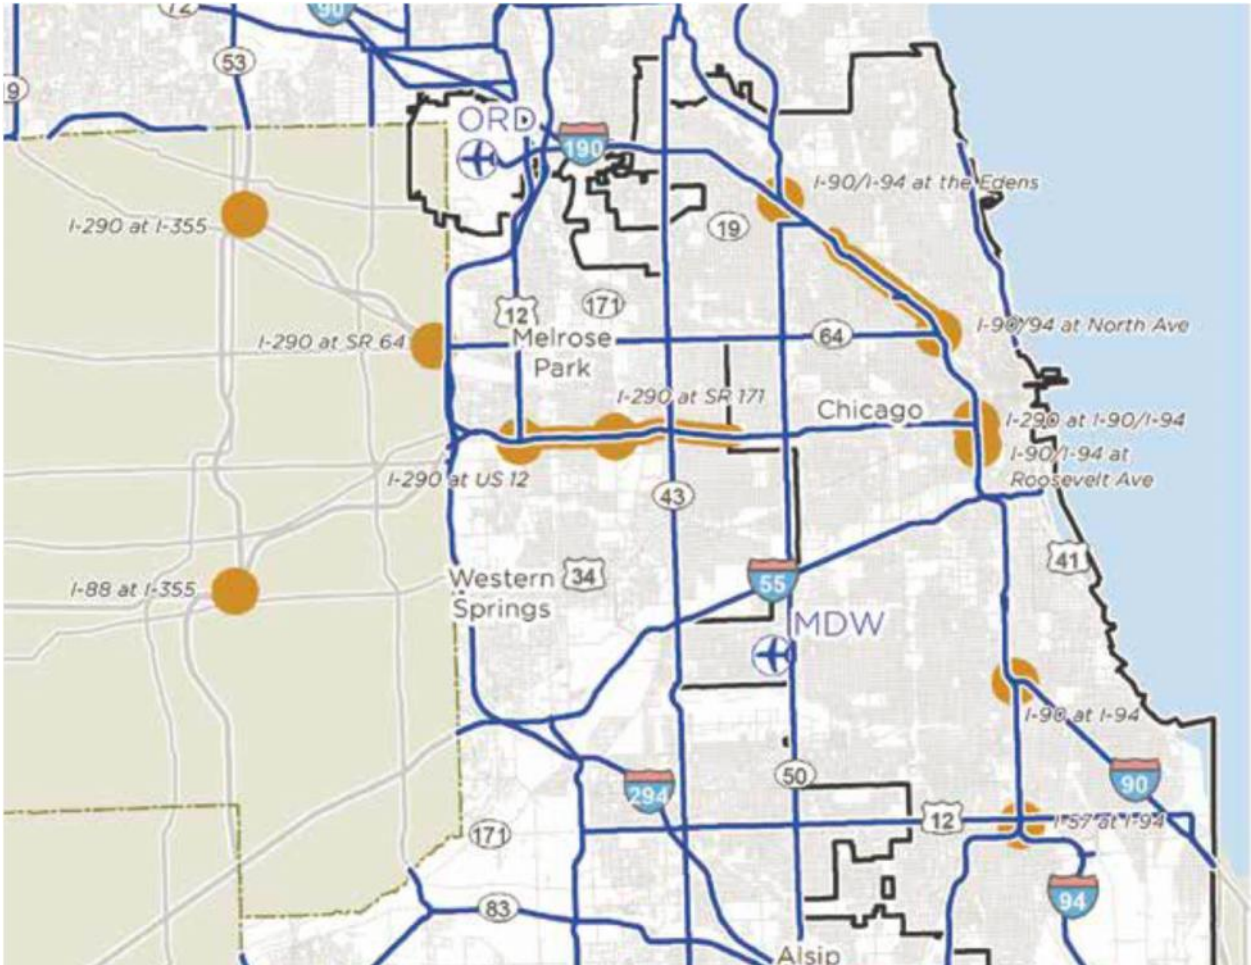 72
90
53
9
ORD
190
I-90/I-94 at the Edens
I-290 at I-355
19
12
171
I-90/94 at North Ave
I-290 at SR 64
Melrose
Park
64
I-290 at SR 171
Chicago
I-290 at I-90/I-94
I-90/I-94 at
Roosevelt Ave
I-290 at US 12
43
41
I-88 at I-355
Western
Springs
34
55
MDW
I-90 at I-94
50
90
294
12
I-57 at I-94
171
94
83
Alsip